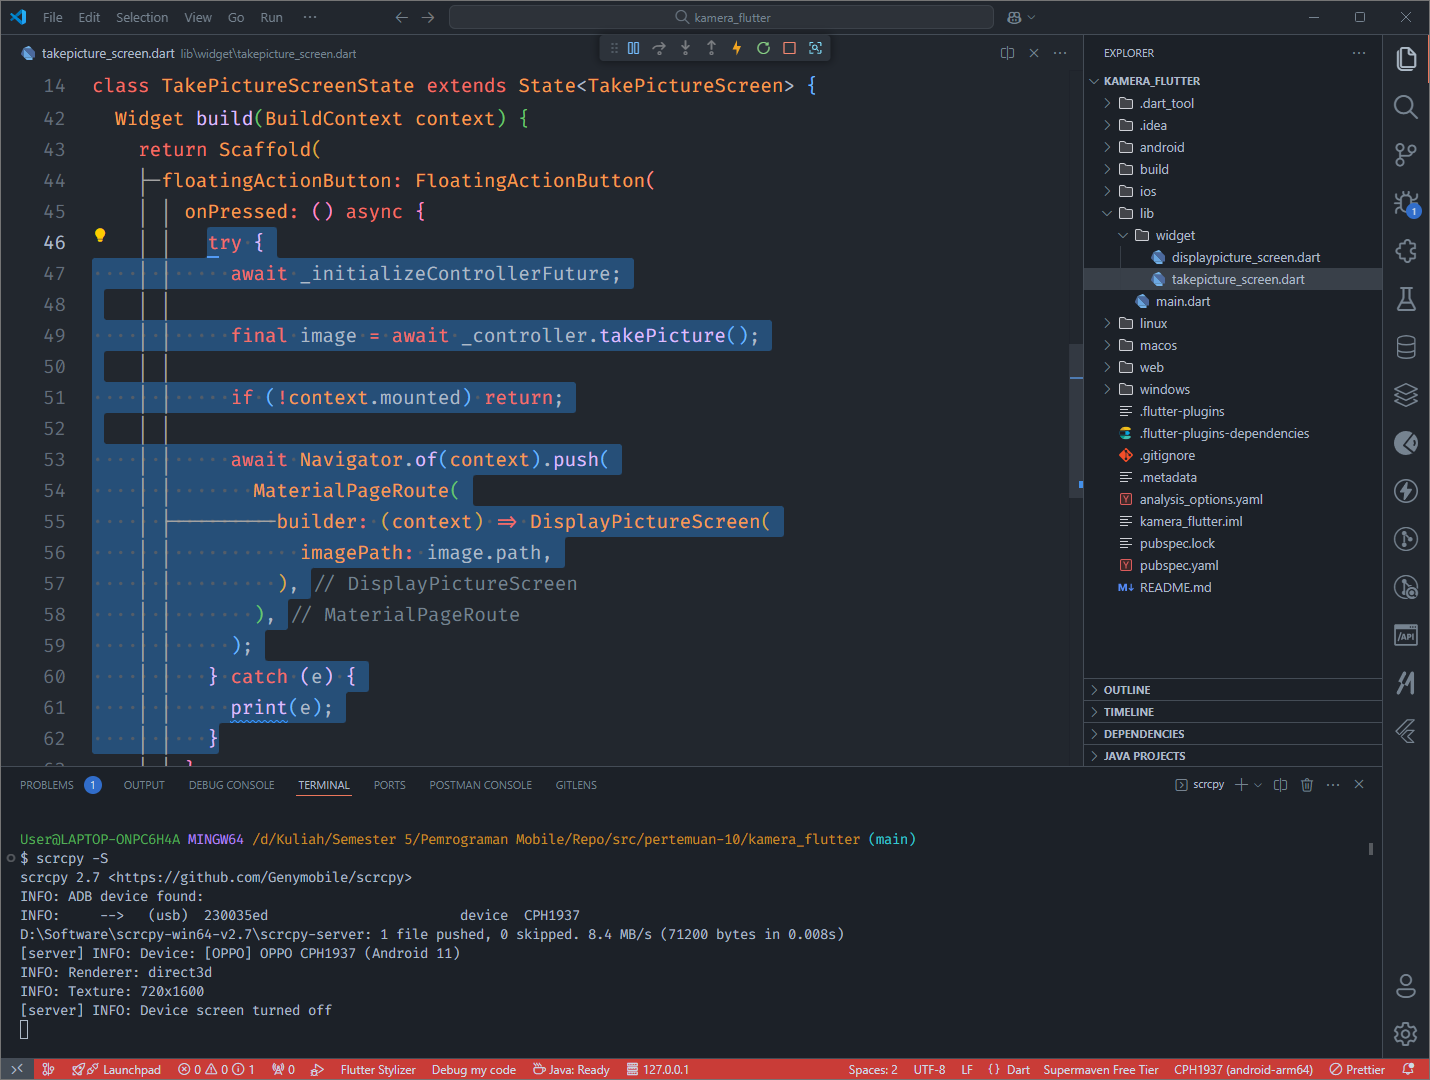 File Edit Selection View Go Run ··· kamera_flutter
takepicture_screen.dart lib\widget\takepicture_screen.dart
14 class TakePictureScreenState extends State<TakePictureScreen> {
42 Widget build(BuildContext context) {
43 return Scaffold(
44 floatingActionButton: FloatingActionButton(
45 onPressed: () async {
46 try {
47 await _initializeControllerFuture;
48
49 final image = await _controller.takePicture();
50
51 if (!context.mounted) return;
52
53 await Navigator.of(context).push(
54 MaterialPageRoute(
55 builder: (context) => DisplayPictureScreen(
56 imagePath: image.path,
57 ), // DisplayPictureScreen
58 ), // MaterialPageRoute
59 );
60 } catch (e) {
61 print(e);
62 }
EXPLORER ···
KAMERA_FLUTTER
.dart_tool
.idea
android
build
ios
lib
widget
displaypicture_screen.dart
takepicture_screen.dart
main.dart
linux
macos
web
windows
.flutter-plugins
.flutter-plugins-dependencies
.gitignore
.metadata
analysis_options.yaml
kamera_flutter.iml
pubspec.lock
pubspec.yaml
README.md
OUTLINE
TIMELINE
DEPENDENCIES
JAVA PROJECTS
1
/API
PROBLEMS 1 OUTPUT DEBUG CONSOLE TERMINAL PORTS POSTMAN CONSOLE GITLENS scrcpy
User@LAPTOP-ONPC6H4A MINGW64 /d/Kuliah/Semester 5/Pemrograman Mobile/Repo/src/pertemuan-10/kamera_flutter (main)
$ scrcpy -S
scrcpy 2.7 <https://github.com/Genymobile/scrcpy>
INFO: ADB device found:
INFO: --> (usb) 230035ed device CPH1937
D:\Software\scrcpy-win64-v2.7\scrcpy-server: 1 file pushed, 0 skipped. 8.4 MB/s (71200 bytes in 0.008s)
[server] INFO: Device: [OPPO] OPPO CPH1937 (Android 11)
INFO: Renderer: direct3d
INFO: Texture: 720x1600
[server] INFO: Device screen turned off
Launchpad 0 0 1 0 Flutter Stylizer Debug my code Java: Ready 127.0.0.1 Spaces: 2 UTF-8 LF {} Dart Supermaven Free Tier CPH1937 (android-arm64) Prettier